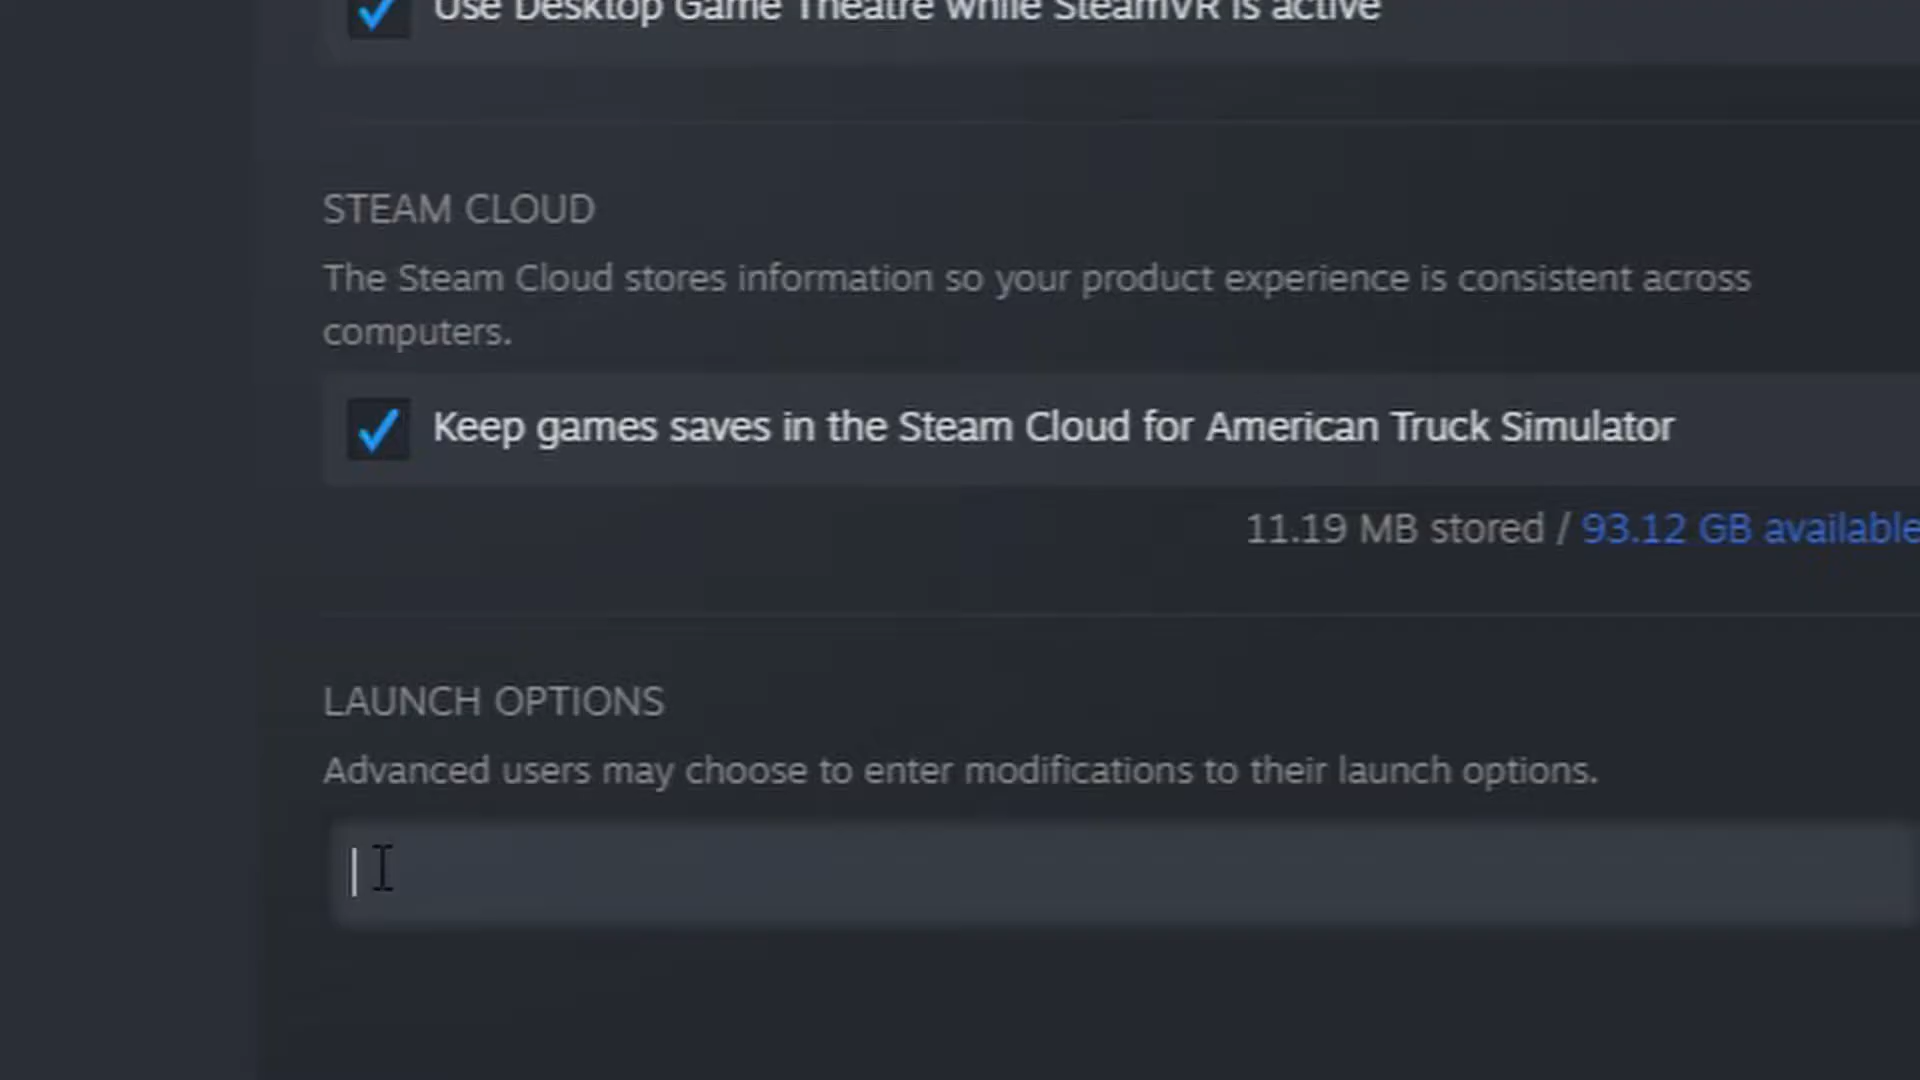 Use Desktop Game Theatre while SteamVR is active
STEAM CLOUD
The Steam Cloud stores information so your product experience is consistent across
computers.
Keep games saves in the Steam Cloud for American Truck Simulator
11.19 MB stored / 93.12 GB available
LAUNCH OPTIONS
Advanced users may choose to enter modifications to their launch options.